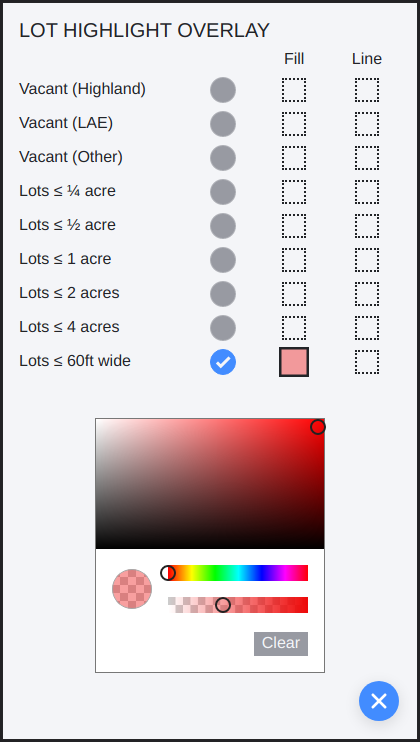 LOT HIGHLIGHT OVERLAY
Fill Line
Vacant (Highland)
Vacant (LAE)
Vacant (Other)
Lots ≤ ¼ acre
Lots ≤ ½ acre
Lots ≤ 1 acre
Lots ≤ 2 acres
Lots ≤ 4 acres
Lots ≤ 60ft wide
Clear